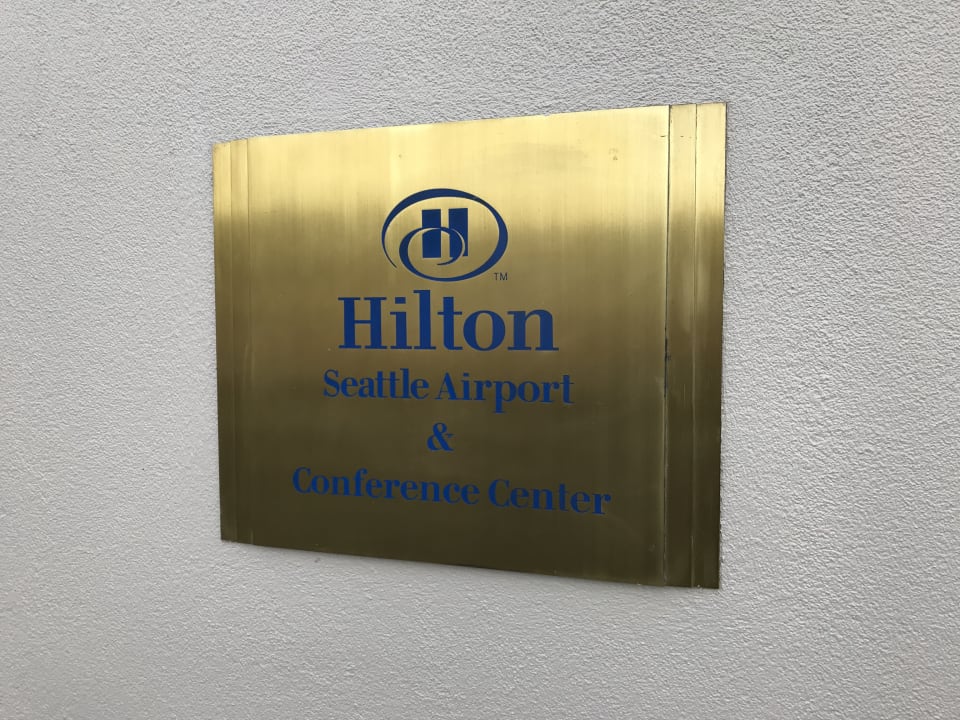 H
TM
Hilton
Seattle Airport
&
Conference Center